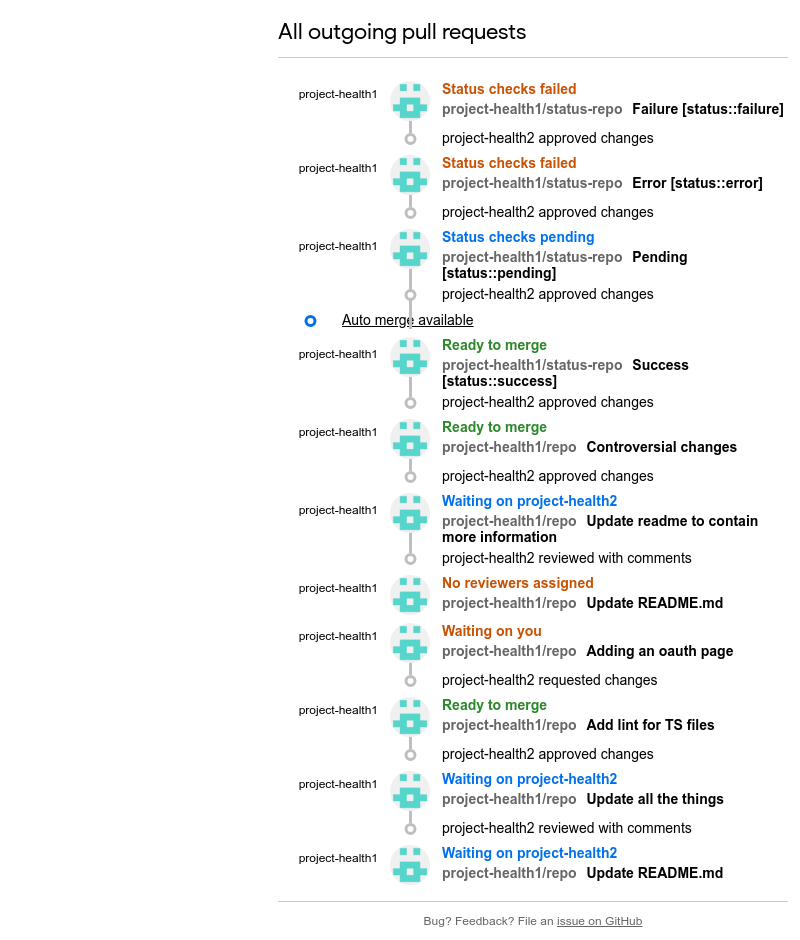 All outgoing pull requests
project-health1
Status checks failed
project-health1/status-repo Failure [status::failure]
project-health2 approved changes
project-health1
Status checks failed
project-health1/status-repo Error [status::error]
project-health2 approved changes
project-health1
Status checks pending
project-health1/status-repo Pending
[status::pending]
project-health2 approved changes
Auto merge available
project-health1
Ready to merge
project-health1/status-repo Success
[status::success]
project-health2 approved changes
project-health1
Ready to merge
project-health1/repo Controversial changes
project-health2 approved changes
project-health1
Waiting on project-health2
project-health1/repo Update readme to contain
more information
project-health2 reviewed with comments
project-health1
No reviewers assigned
project-health1/repo Update README.md
project-health1
Waiting on you
project-health1/repo Adding an oauth page
project-health2 requested changes
project-health1
Ready to merge
project-health1/repo Add lint for TS files
project-health2 approved changes
project-health1
Waiting on project-health2
project-health1/repo Update all the things
project-health2 reviewed with comments
project-health1
Waiting on project-health2
project-health1/repo Update README.md
Bug? Feedback? File an issue on GitHub